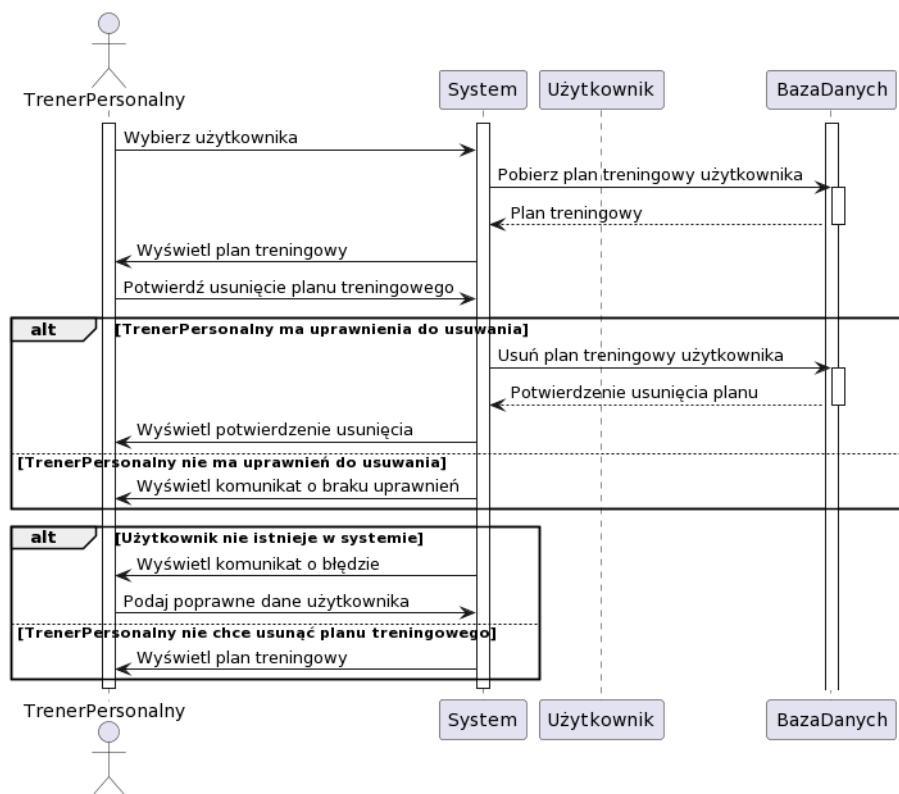 TrenerPersonalny
System
Użytkownik
BazaDanych
Wybierz użytkownika
Pobierz plan treningowy użytkownika
Plan treningowy
Wyświetl plan treningowy
Potwierdź usunięcie planu treningowego
alt [TrenerPersonalny ma uprawnienia do usuwania]
Usuń plan treningowy użytkownika
Potwierdzenie usunięcia planu
Wyświetl potwierdzenie usunięcia
[TrenerPersonalny nie ma uprawnień do usuwania]
Wyświetl komunikat o braku uprawnień
alt [Użytkownik nie istnieje w systemie]
Wyświetl komunikat o błędzie
Podaj poprawne dane użytkownika
[TrenerPersonalny nie chce usunąć planu treningowego]
Wyświetl plan treningowy
TrenerPersonalny
System
Użytkownik
BazaDanych